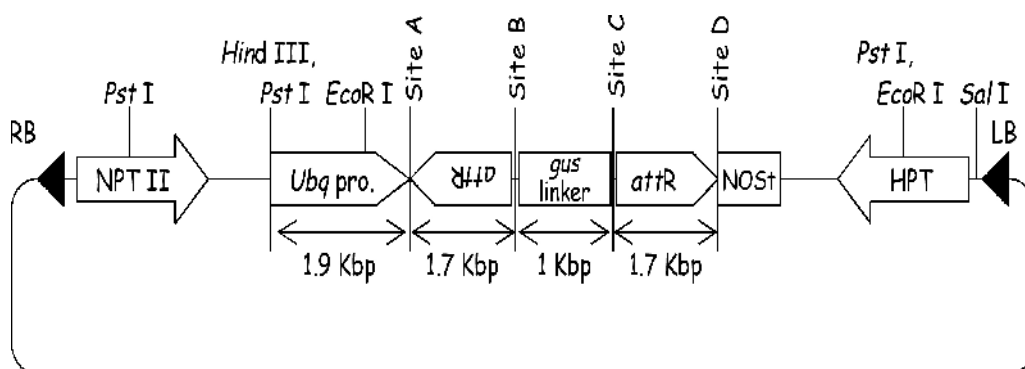 Site A
Site B
Site C
Site D
Hind III,
Pst I,
Pst I
Pst I EcoR I
EcoR I Sal I
RB
LB
NPT II
Ubq pro.
attR
gus
linker
attR
NOSt
HPT
1.9 Kbp
1.7 Kbp
1 Kbp
1.7 Kbp